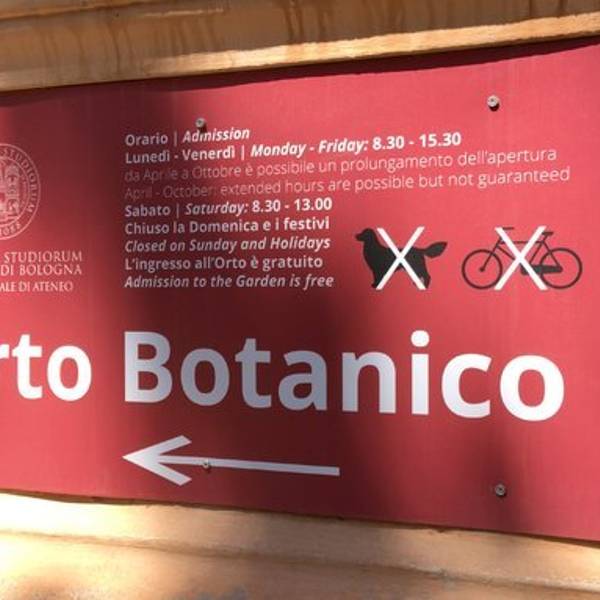 Orario | Admission
Lunedì - Venerdì | Monday - Friday: 8.30 - 15.30
da Aprile a Ottobre è possibile un prolungamento dell'apertura
April - October: extended hours are possible but not guaranteed
Sabato | Saturday: 8.30 - 13.00
Chiuso la Domenica e i festivi
Closed on Sunday and Holidays
L'ingresso all'Orto è gratuito
Admission to the Garden is free
STUDIORUM
DI BOLOGNA
ALE DI ATENEO
rto Botanico